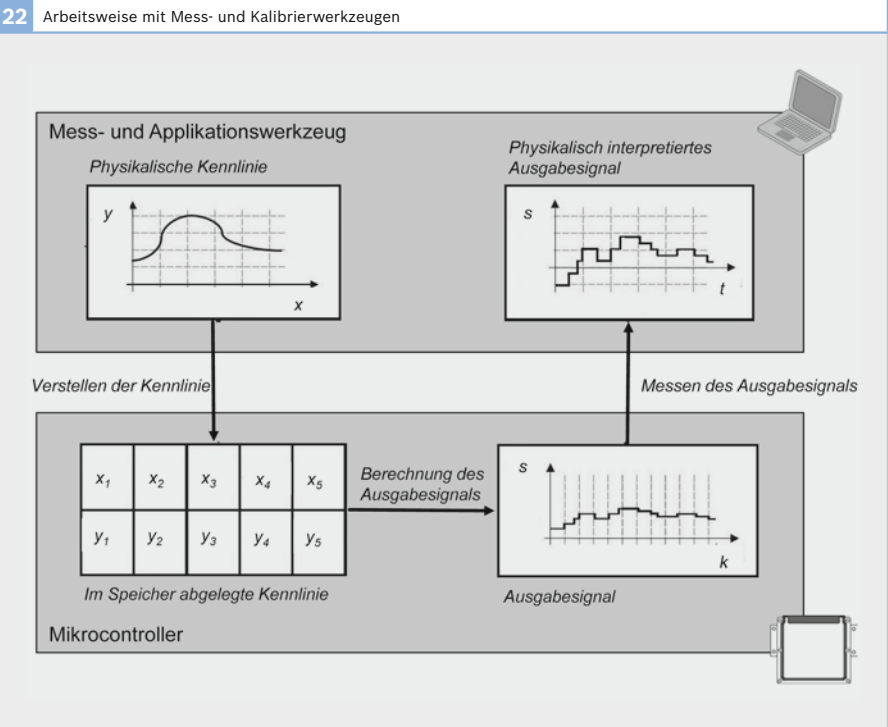 22 Arbeitsweise mit Mess- und Kalibrierwerkzeugen
Mess- und Applikationswerkzeug
Physikalische Kennlinie
y
x
Physikalisch interpretiertes
Ausgabesignal
s
t
Verstellen der Kennlinie
Messen des Ausgabesignals
x₁ x₂ x₃ x₄ x₅
y₁ y₂ y₃ y₄ y₅
Im Speicher abgelegte Kennlinie
Berechnung des
Ausgabesignals
s
k
Ausgabesignal
Mikrocontroller